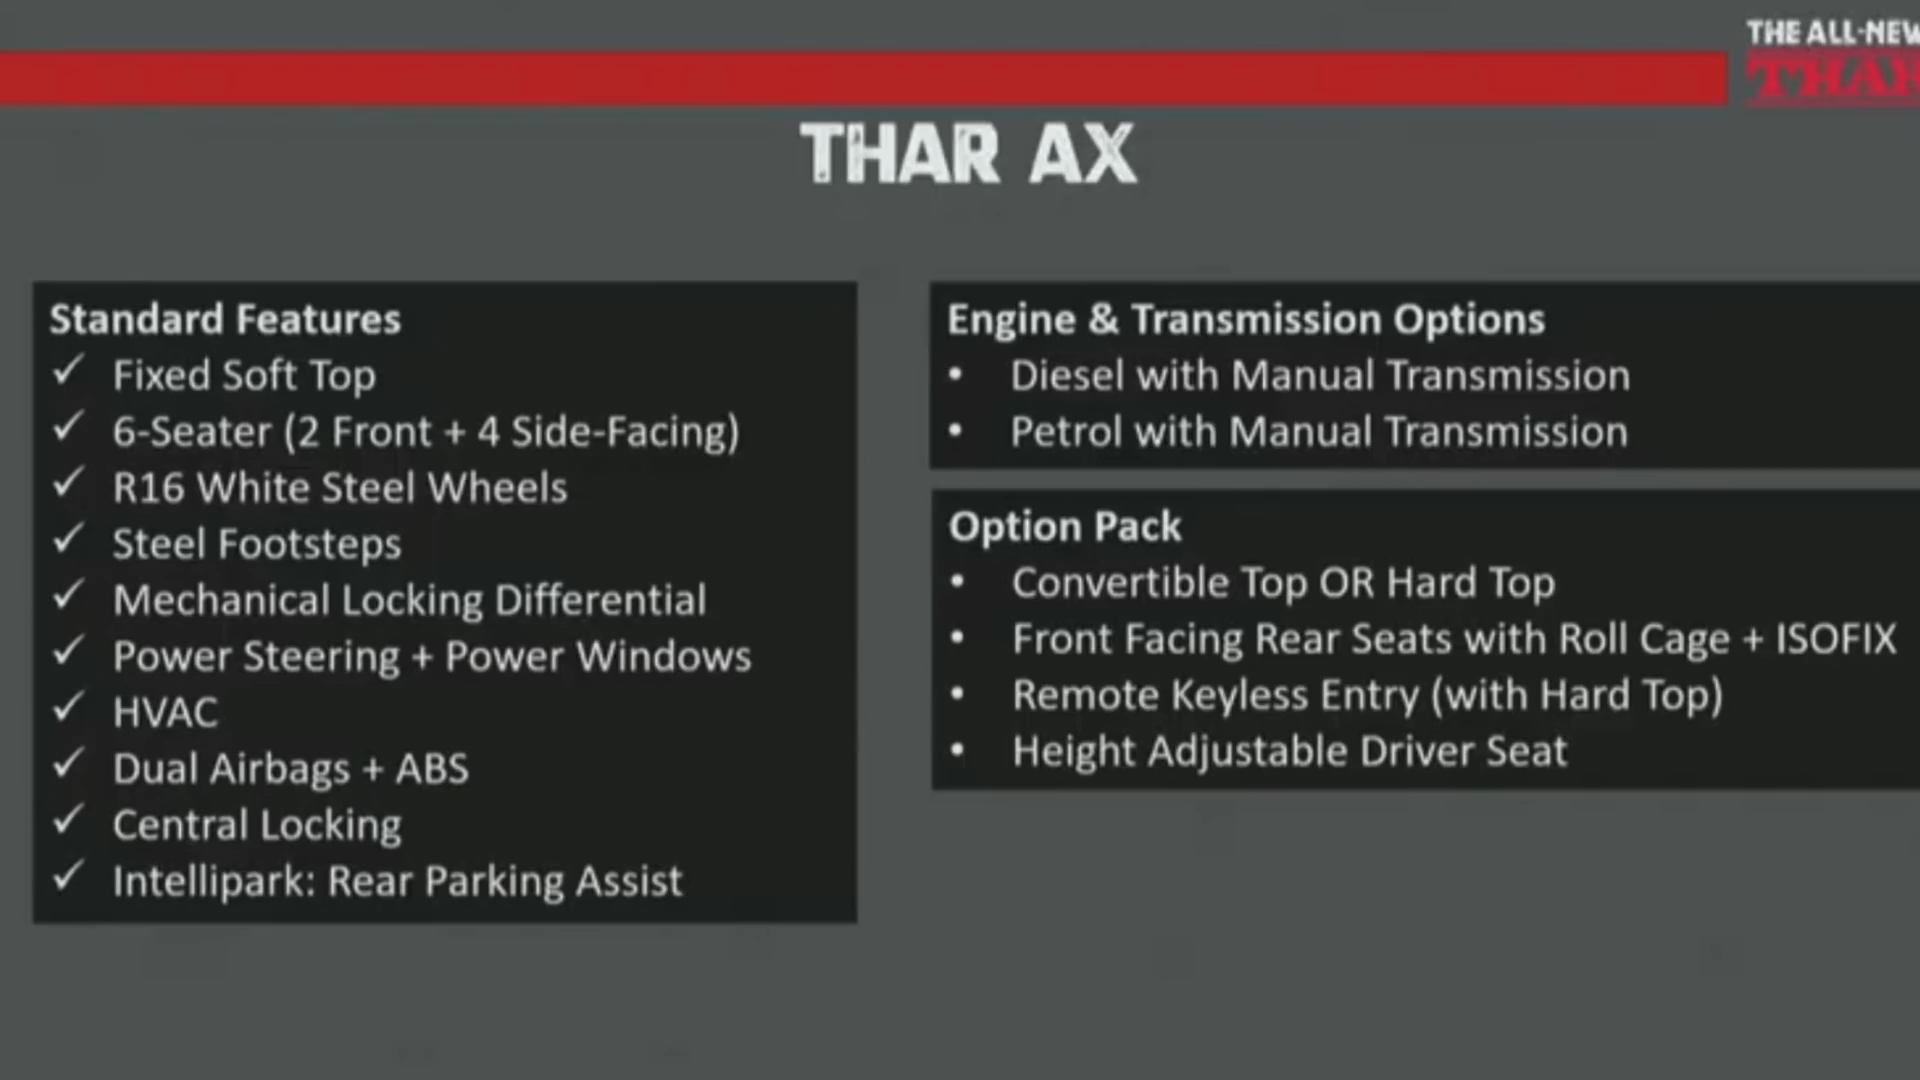 THE ALL-NEW
THAR
THAR AX
Standard Features
✓ Fixed Soft Top
✓ 6-Seater (2 Front + 4 Side-Facing)
✓ R16 White Steel Wheels
✓ Steel Footsteps
✓ Mechanical Locking Differential
✓ Power Steering + Power Windows
✓ HVAC
✓ Dual Airbags + ABS
✓ Central Locking
✓ Intellipark: Rear Parking Assist
Engine & Transmission Options
• Diesel with Manual Transmission
• Petrol with Manual Transmission
Option Pack
• Convertible Top OR Hard Top
• Front Facing Rear Seats with Roll Cage + ISOFIX
• Remote Keyless Entry (with Hard Top)
• Height Adjustable Driver Seat